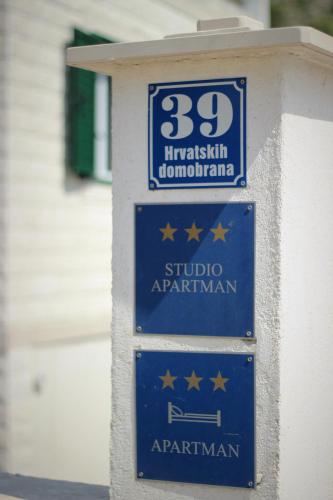 39
Hrvatskih
domobrana
STUDIO
APARTMAN
APARTMAN